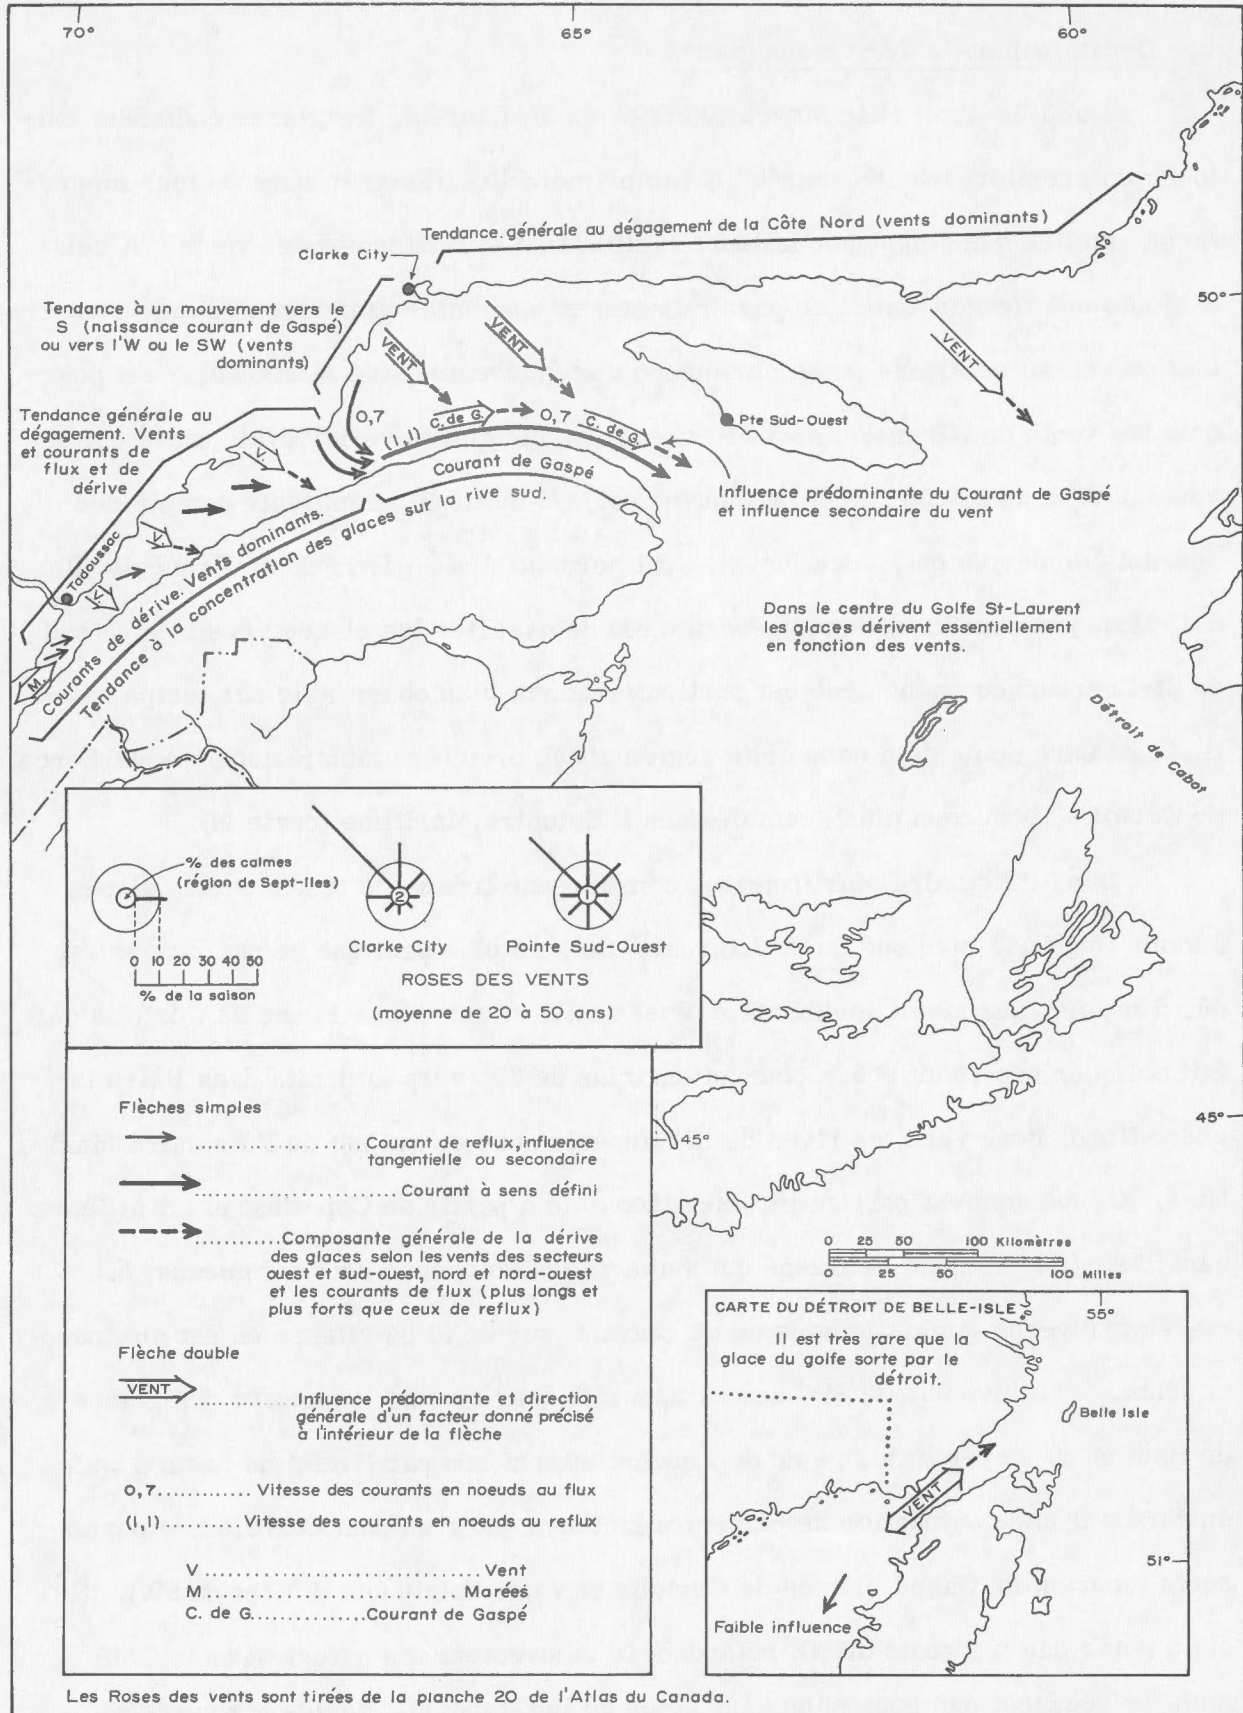 70°
65°
60°
Tendance générale au dégagement de la Côte Nord (vents dominants)
Clarke City
50°
Tendance à un mouvement vers le
S (naissance courant de Gaspé)
ou vers l'W ou le SW (vents
dominants)
VENT
VENT
VENT
Tendance générale au
dégagement. Vents
et courants de
flux et de
dérive
0,7
(1,1)
C. de G.
0,7
C. de G.
Pte Sud-Ouest
Courant de Gaspé
V.
V.
V.
Influence prédominante du Courant de Gaspé
et influence secondaire du vent
Tadoussac
M.
Courants de dérive. Vents dominants.
Tendance à la concentration des glaces sur la rive sud.
Dans le centre du Golfe St-Laurent
les glaces dérivent essentiellement
en fonction des vents.
Détroit de Cabot
% des calmes
(région de Sept-Iles)
0 10 20 30 40 50
% de la saison
2
1
Clarke City
Pointe Sud-Ouest
ROSES DES VENTS
(moyenne de 20 à 50 ans)
45°
45°
Flèches simples
Courant de reflux, influence
tangentielle ou secondaire
Courant à sens défini
Composante générale de la dérive
des glaces selon les vents des secteurs
ouest et sud-ouest, nord et nord-ouest
et les courants de flux (plus longs et
plus forts que ceux de reflux)
Flèche double
VENT
Influence prédominante et direction
générale d'un facteur donné précisé
à l'intérieur de la flèche
0,7............ Vitesse des courants en noeuds au flux
(1,1)........... Vitesse des courants en noeuds au reflux
V....................................Vent
M...............................Marées
C. de G..............Courant de Gaspé
0 25 50 100 Kilomètres
0 25 50 100 Milles
CARTE DU DÉTROIT DE BELLE-ISLE
55°
Il est très rare que la
glace du golfe sorte par le
détroit.
Belle Isle
VENT
51°
Faible influence
Les Roses des vents sont tirées de la planche 20 de l'Atlas du Canada.